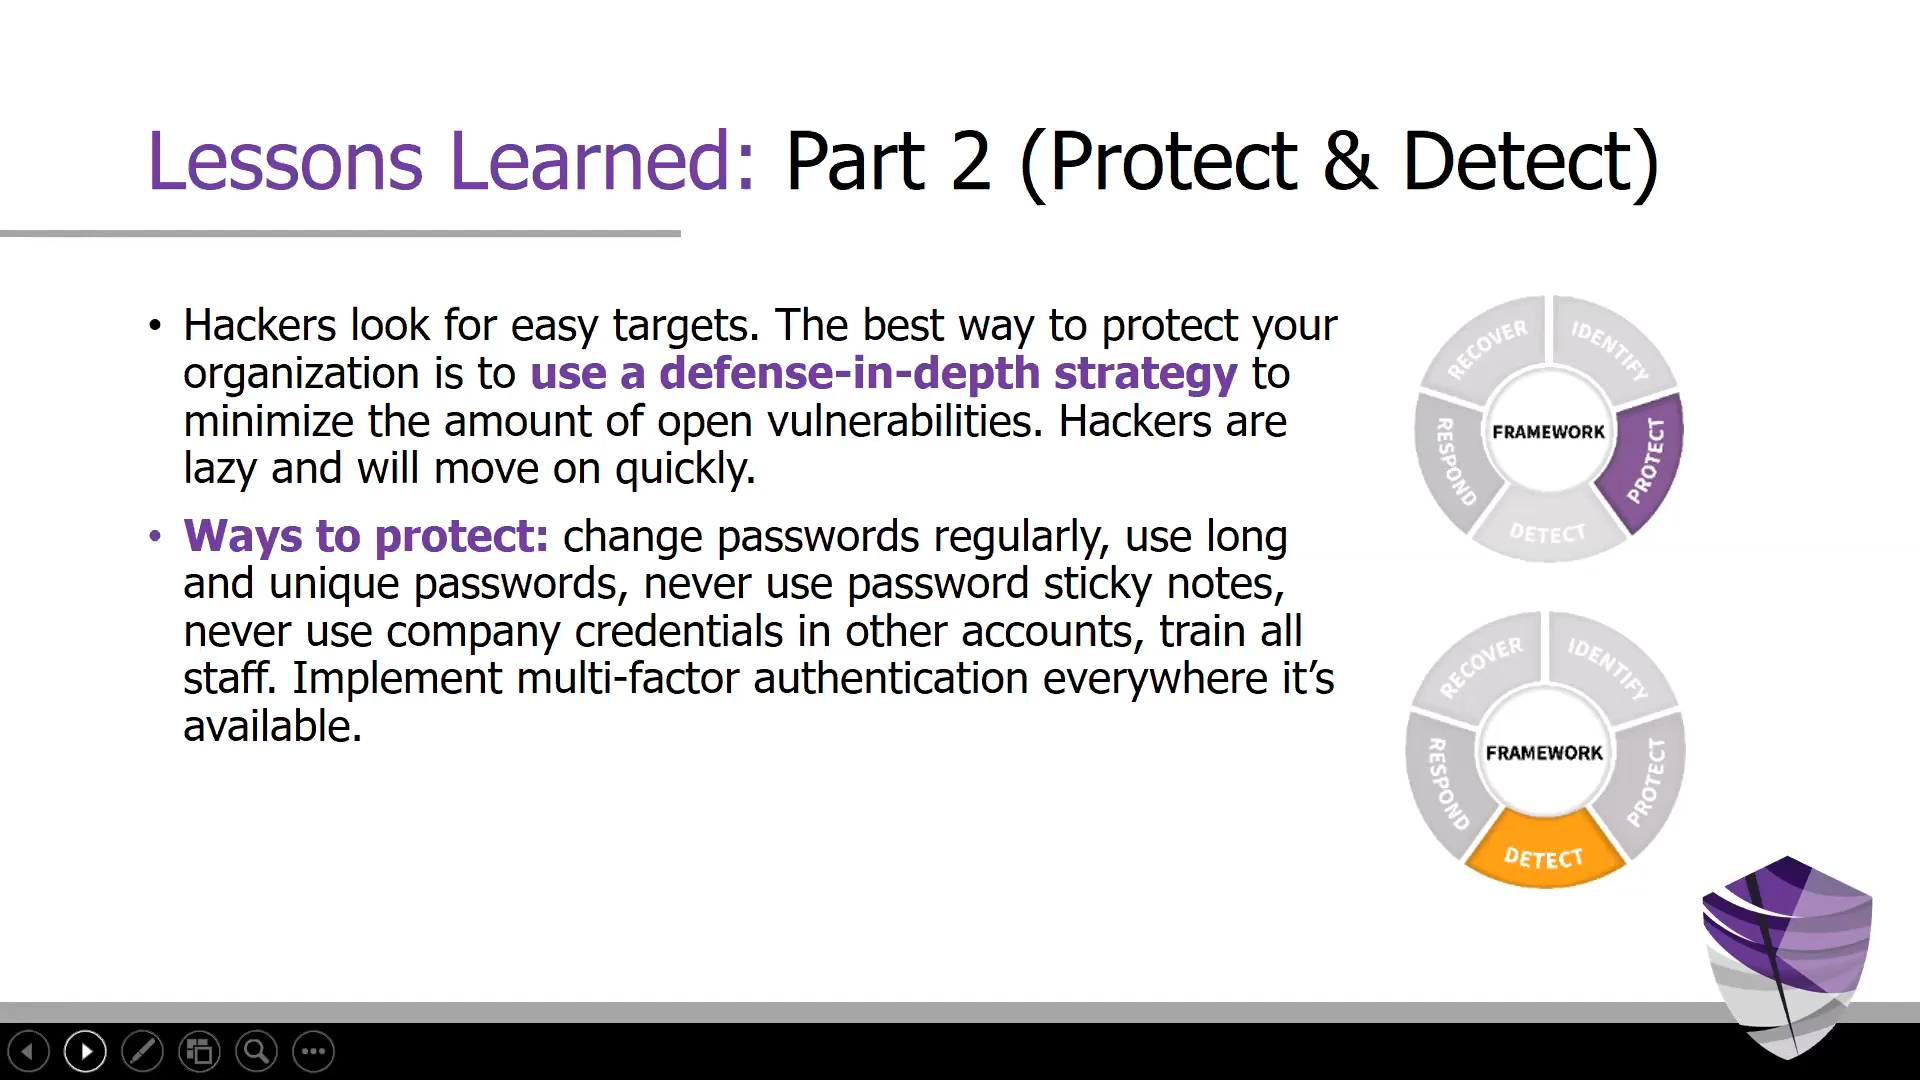 Lessons Learned: Part 2 (Protect & Detect)
• Hackers look for easy targets. The best way to protect your
organization is to use a defense-in-depth strategy to
minimize the amount of open vulnerabilities. Hackers are
lazy and will move on quickly.
• Ways to protect: change passwords regularly, use long
and unique passwords, never use password sticky notes,
never use company credentials in other accounts, train all
staff. Implement multi-factor authentication everywhere it’s
available.
RECOVER
IDENTIFY
FRAMEWORK
RESPOND
PROTECT
DETECT
RECOVER
IDENTIFY
FRAMEWORK
RESPOND
PROTECT
DETECT